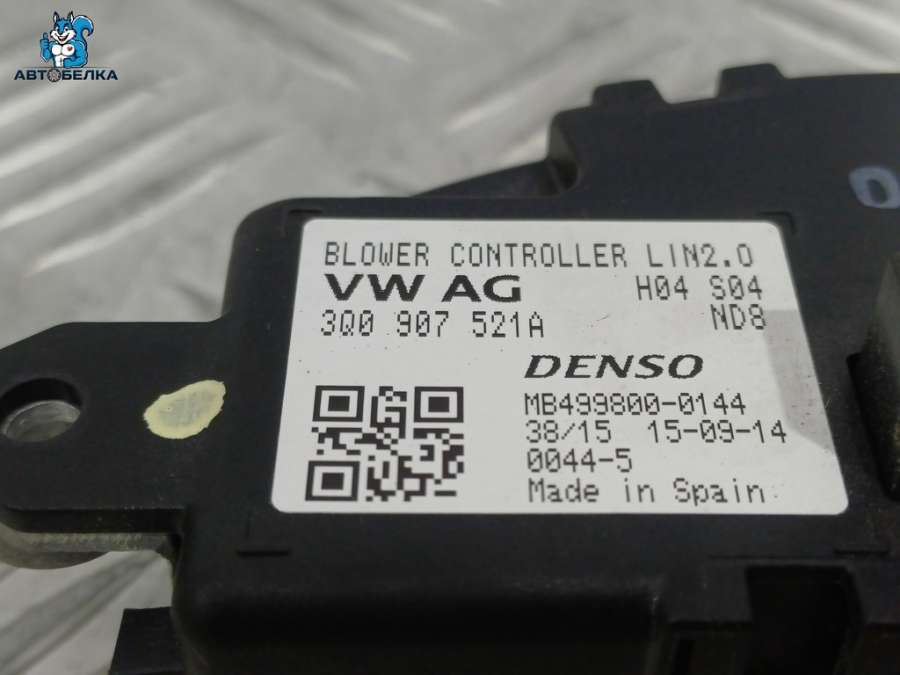 АВТОБЕЛКА
BLOWER CONTROLLER LIN2.0
VW AG H04 S04
3Q0 907 521A ND8
DENSO
MB499800-0144
38/15 15-09-14
0044-5
Made in Spain